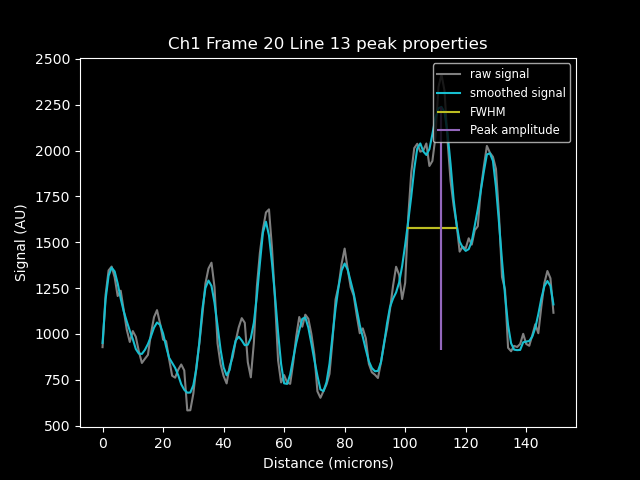 Ch1 Frame 20 Line 13 peak properties
raw signal
smoothed signal
FWHM
Peak amplitude
Signal (AU)
2500
2250
2000
1750
1500
1250
1000
750
500
0 20 40 60 80 100 120 140
Distance (microns)